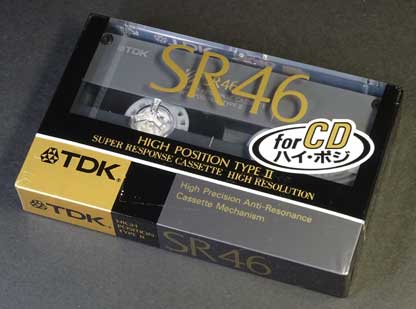 SR46
TDK
SR46
HIGH POSITION TYPE II
SUPER RESPONSE CASSETTE HIGH RESOLUTION
for CD
ハイ・ポジ
TDK
High Precision Anti-Resonance
Cassette Mechanism
TDK
HIGH
POSITION
TYPE II
SR46